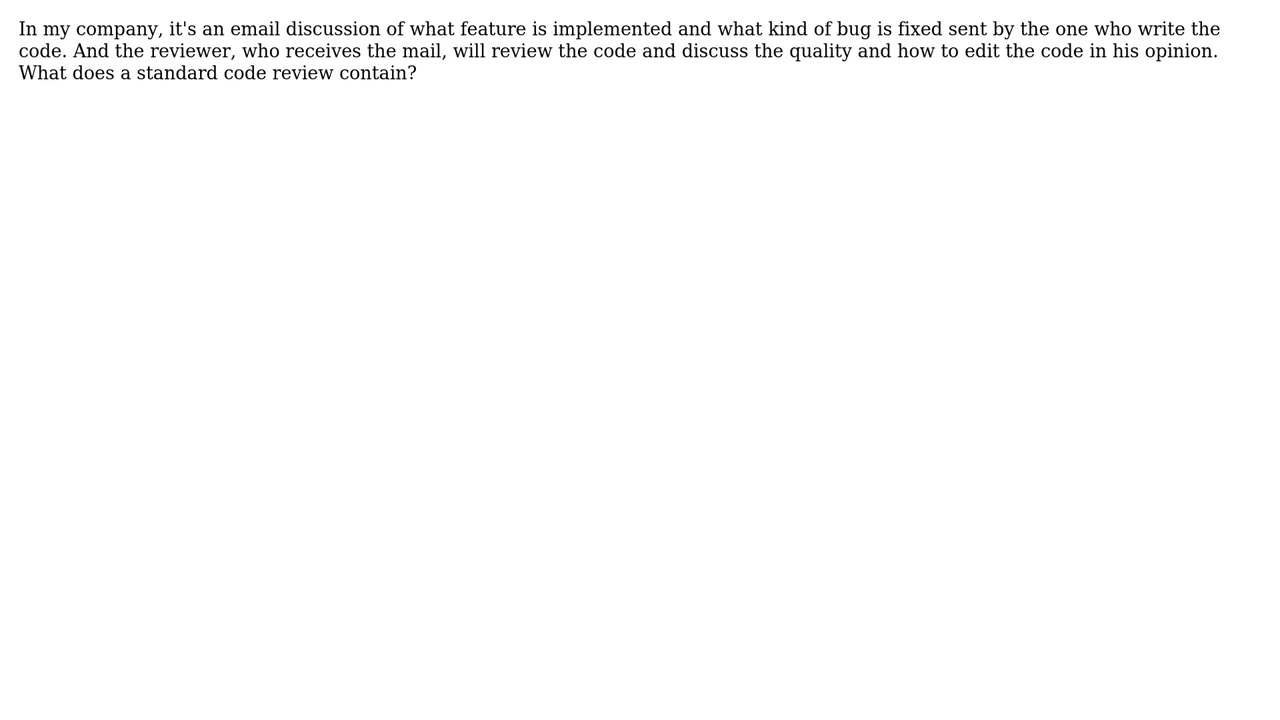 In my company, it's an email discussion of what feature is implemented and what kind of bug is fixed sent by the one who write the
code. And the reviewer, who receives the mail, will review the code and discuss the quality and how to edit the code in his opinion.
What does a standard code review contain?